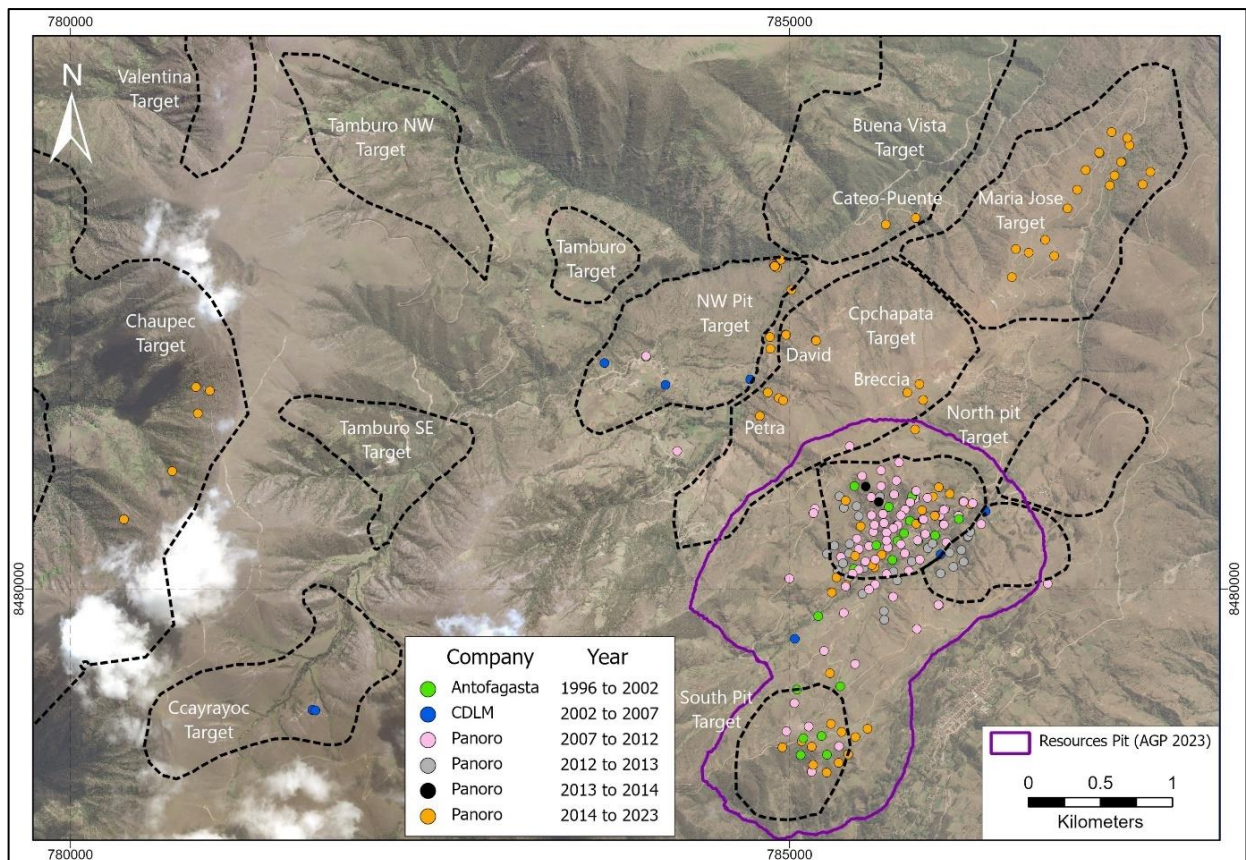 780000
785000
N
Valentina
Target
Tamburo NW
Target
Buena Vista
Target
Cateo-Puente
Maria Jose
Target
Tamburo
Target
NW Pit
Target
Cpchapata
Target
Chaupec
Target
David
Breccia
Petra
North pit
Target
Tamburo SE
Target
8480000
8480000
Ccayrayoc
Target
South Pit
Target
Company Year
Antofagasta 1996 to 2002
CDLM 2002 to 2007
Panoro 2007 to 2012
Panoro 2012 to 2013
Panoro 2013 to 2014
Panoro 2014 to 2023
Resources Pit (AGP 2023)
0 0.5 1
Kilometers
780000
785000